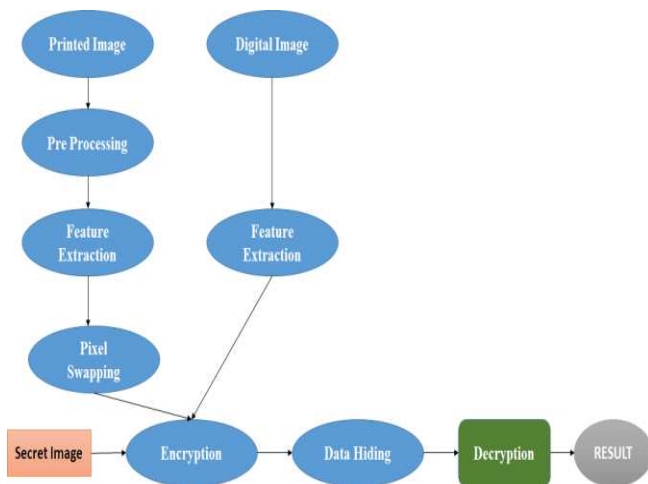 Printed Image
Digital Image
Pre Processing
Feature
Extraction
Feature
Extraction
Pixel
Swapping
Secret Image
Encryption
Data Hiding
Decryption
RESULT